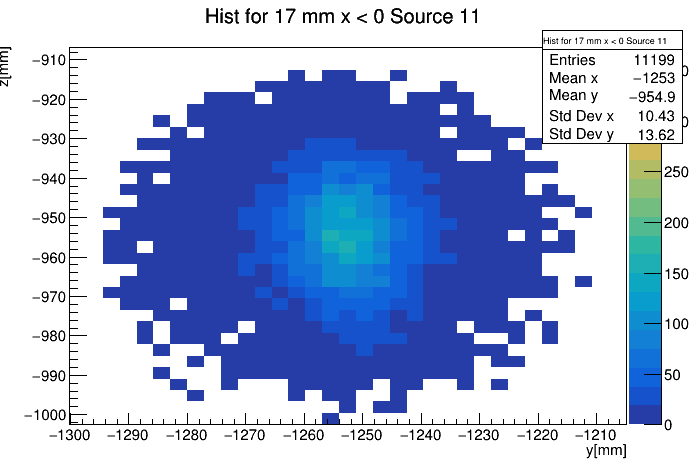 Hist for 17 mm x < 0 Source 11
z[mm]
Hist for 17 mm x < 0 Source 11
Entries 11199
Mean x −1253
Mean y −954.9
Std Dev x 10.43
Std Dev y 13.62
−910
−920
−930
−940
−950
−960
−970
−980
−990
−1000
−1300 −1290 −1280 −1270 −1260 −1250 −1240 −1230 −1220 −1210
y[mm]
250
200
150
100
50
0